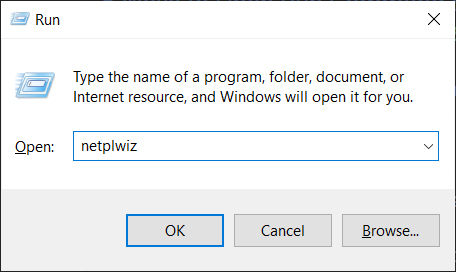 Run
Type the name of a program, folder, document, or
Internet resource, and Windows will open it for you.
Open: netplwiz
OK Cancel Browse...